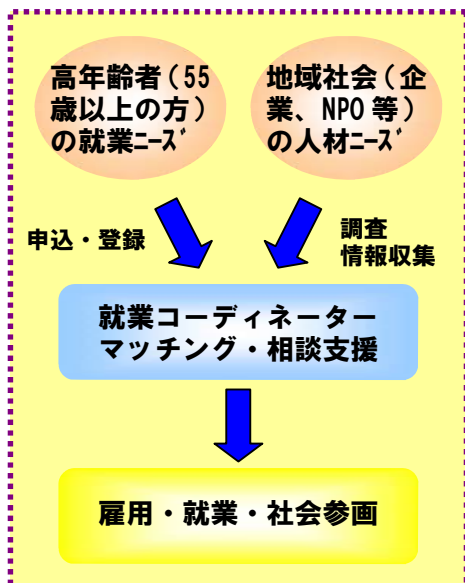 高年齢者（55
歳以上の方）
の就業ﾆｰｽﾞ
地域社会（企
業、NPO 等）
の人材ﾆｰｽﾞ
申込・登録
調査
情報収集
就業コーディネーター
マッチング・相談支援
雇用・就業・社会参画